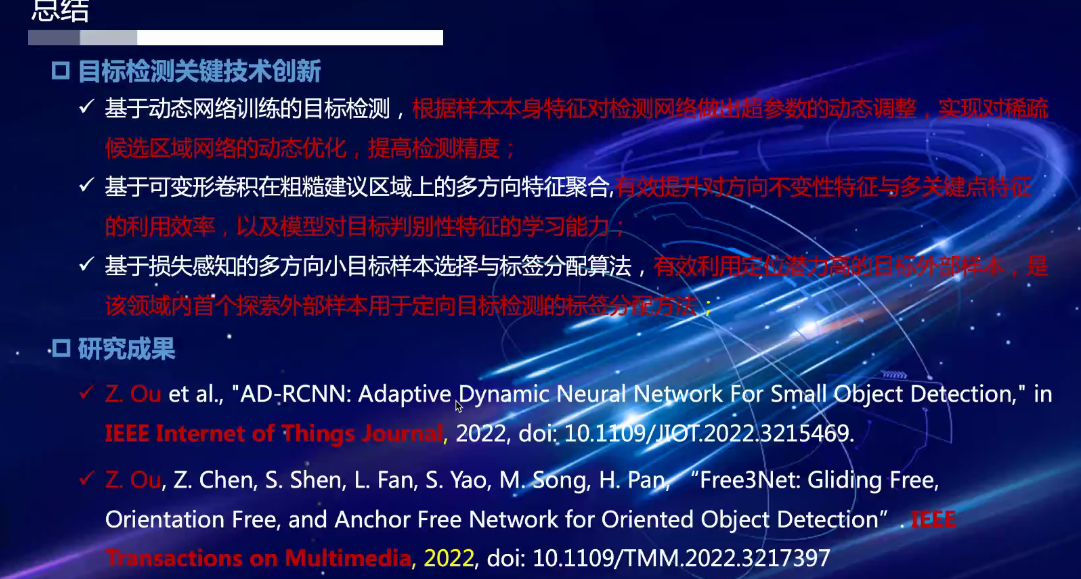 总结
目标检测关键技术创新
基于动态网络训练的目标检测，根据样本本身特征对检测网络做出超参数的动态调整，实现对稀疏
候选区域网络的动态优化，提高检测精度；
基于可变形卷积在粗糙建议区域上的多方向特征聚合,有效提升对方向不变性特征与多关键点特征
的利用效率，以及模型对目标判别性特征的学习能力；
基于损失感知的多方向小目标样本选择与标签分配算法，有效利用定位潜力高的目标外部样本，是
该领域内首个探索外部样本用于定向目标检测的标签分配方法；
研究成果
Z. Ou et al., "AD-RCNN: Adaptive Dynamic Neural Network For Small Object Detection," in
IEEE Internet of Things Journal, 2022, doi: 10.1109/JIOT.2022.3215469.
Z. Ou, Z. Chen, S. Shen, L. Fan, S. Yao, M. Song, H. Pan, “Free3Net: Gliding Free,
Orientation Free, and Anchor Free Network for Oriented Object Detection”. IEEE
Transactions on Multimedia, 2022, doi: 10.1109/TMM.2022.3217397